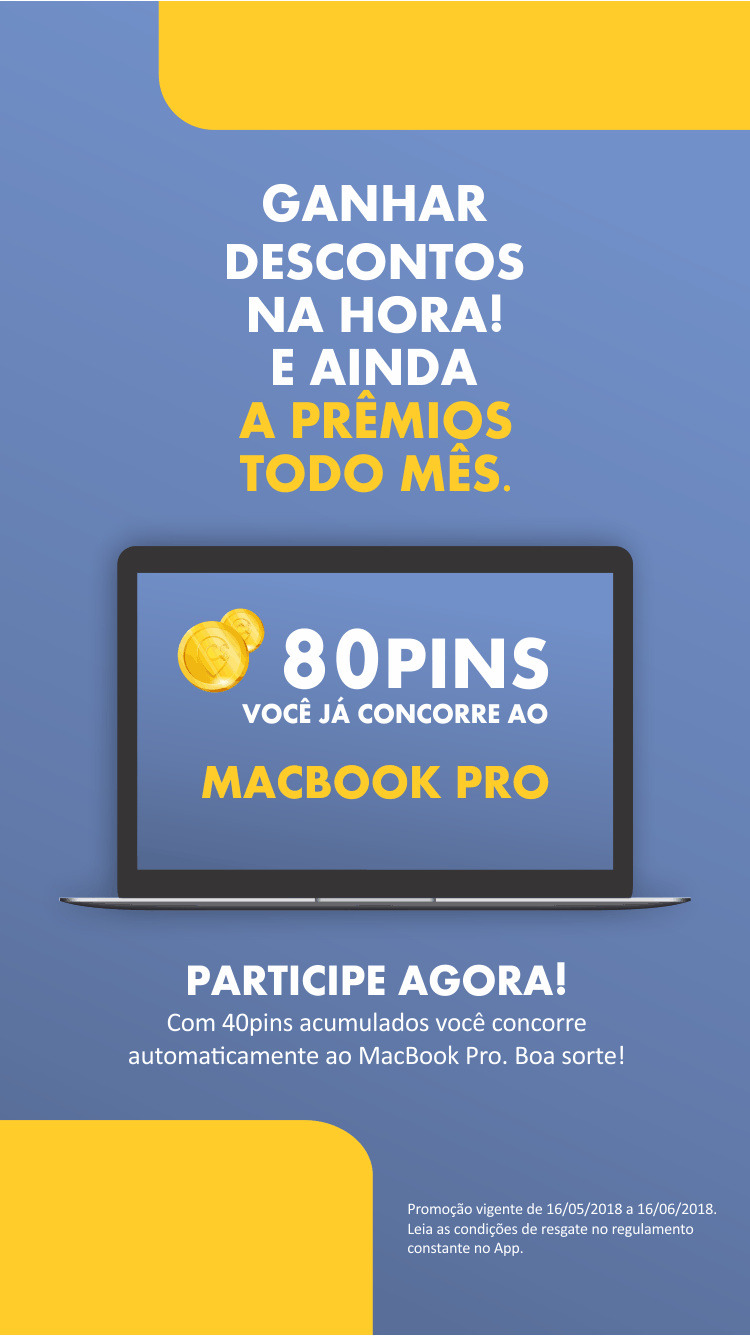 GANHAR
DESCONTOS
NA HORA!
E AINDA
A PRÊMIOS
TODO MÊS.
80PINS
VOCÊ JÁ CONCORRE AO
MACBOOK PRO
PARTICIPE AGORA!
Com 40pins acumulados você concorre
automaticamente ao MacBook Pro. Boa sorte!
Promoção vigente de 16/05/2018 a 16/06/2018.
Leia as condições de resgate no regulamento
constante no App.